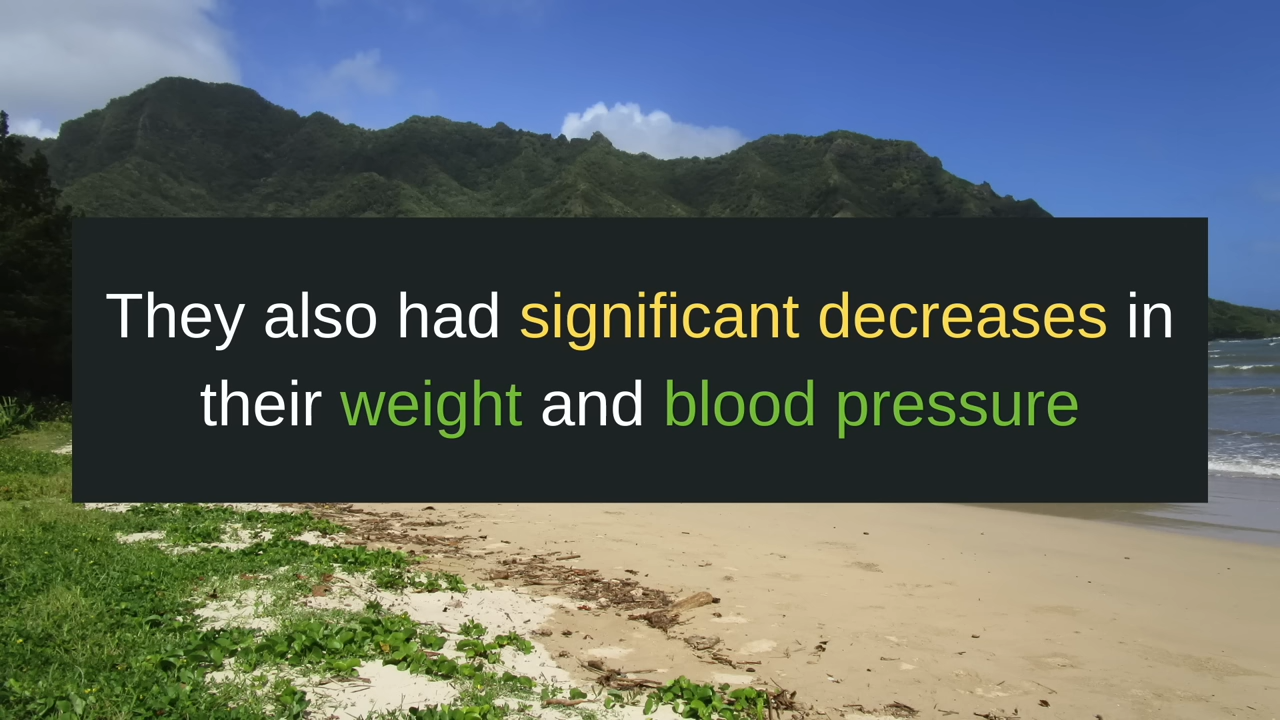 They also had significant decreases in
their weight and blood pressure